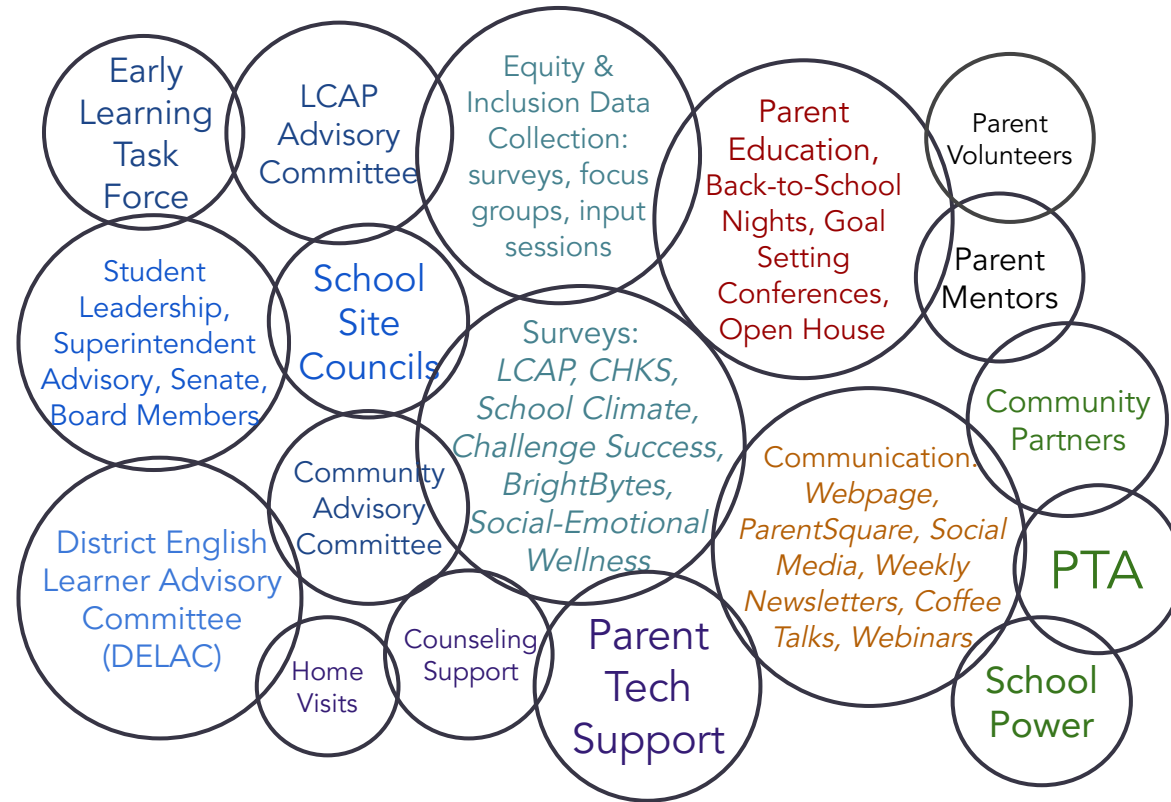 Early
Learning
Task
Force
LCAP
Advisory
Committee
Equity &
Inclusion Data
Collection:
surveys, focus
groups, input
sessions
Parent
Education,
Back-to-School
Nights, Goal
Setting
Conferences,
Open House
Parent
Volunteers
Student
Leadership,
Superintendent
Advisory, Senate,
Board Members
School
Site
Councils
Surveys:
LCAP, CHKS,
School Climate,
Challenge Success,
BrightBytes,
Social-Emotional
Wellness
Parent
Mentors
Community
Partners
Community
Advisory
Committee
Communication:
Webpage,
ParentSquare, Social
Media, Weekly
Newsletters, Coffee
Talks, Webinars
District English
Learner Advisory
Committee
(DELAC)
PTA
Home
Visits
Counseling
Support
Parent
Tech
Support
School
Power